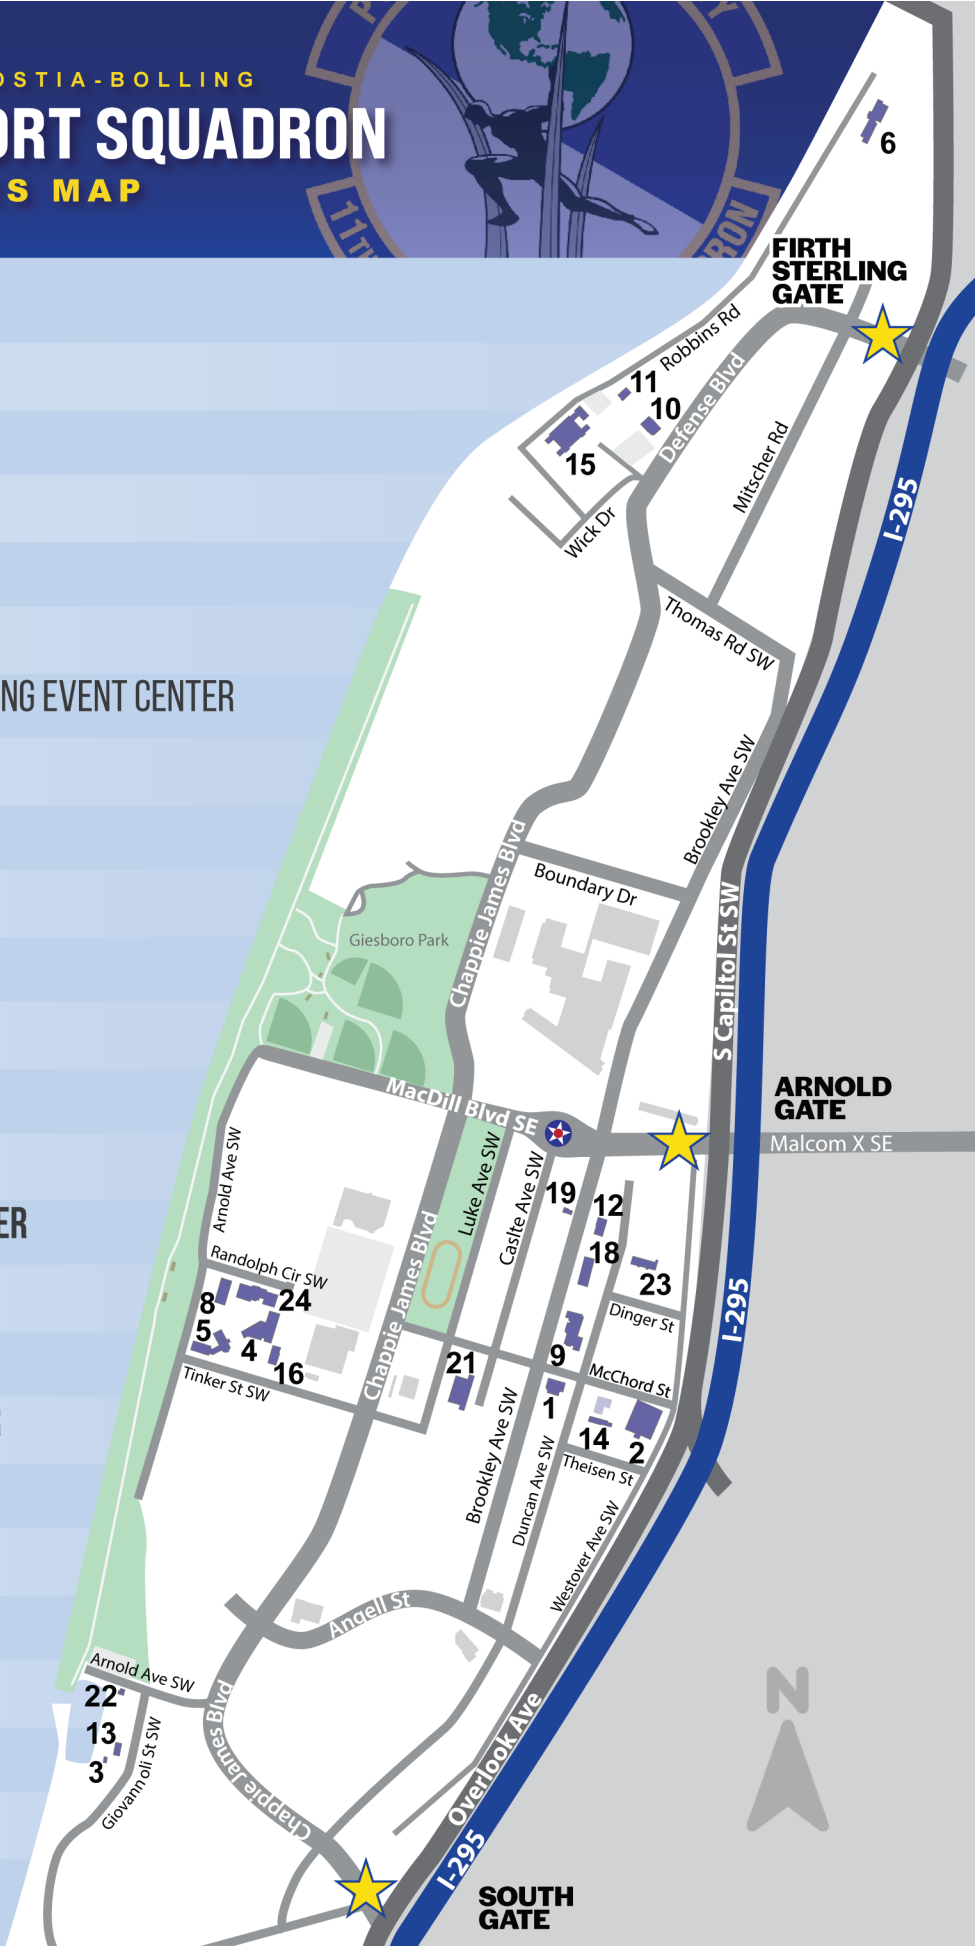 OSTIA-BOLLING
ORT SQUADRON
S MAP
11TH
RON
6
FIRTH
STERLING
GATE
Robbins Rd
11
10
Defense Blvd
15
Mitscher Rd
I-295
Wick Dr
Thomas Rd SW
NG EVENT CENTER
Brookley Ave SW
Chappie James Blvd
Boundary Dr
Giesboro Park
S Capiltol St SW
MacDill Blvd SE
ARNOLD
GATE
Malcom X SE
Arnold Ave SW
Luke Ave SW
Caslte Ave SW
19
12
ER
18
23
Randolph Cir SW
8
24
5
4
16
Chappie James Blvd
Dinger St
I-295
21
9
McChord St
Tinker St SW
1
14
2
Theisen St
Brookley Ave SW
Duncan Ave SW
Westover Ave SW
Angell St
Arnold Ave SW
22
13
3
Giovannoli St SW
Chappie James Blvd
Chappie James Blvd
Overlook Ave
I-295
N
SOUTH
GATE